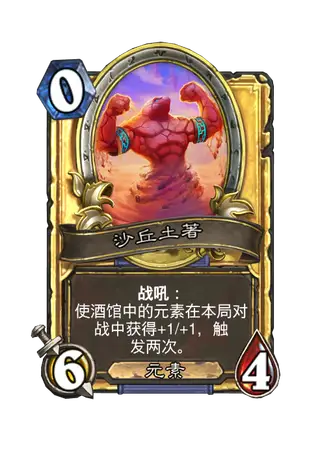 0
沙丘土著
战吼：
使酒馆中的元素在本局对
战中获得+1/+1，触
发两次。
6
元素
4